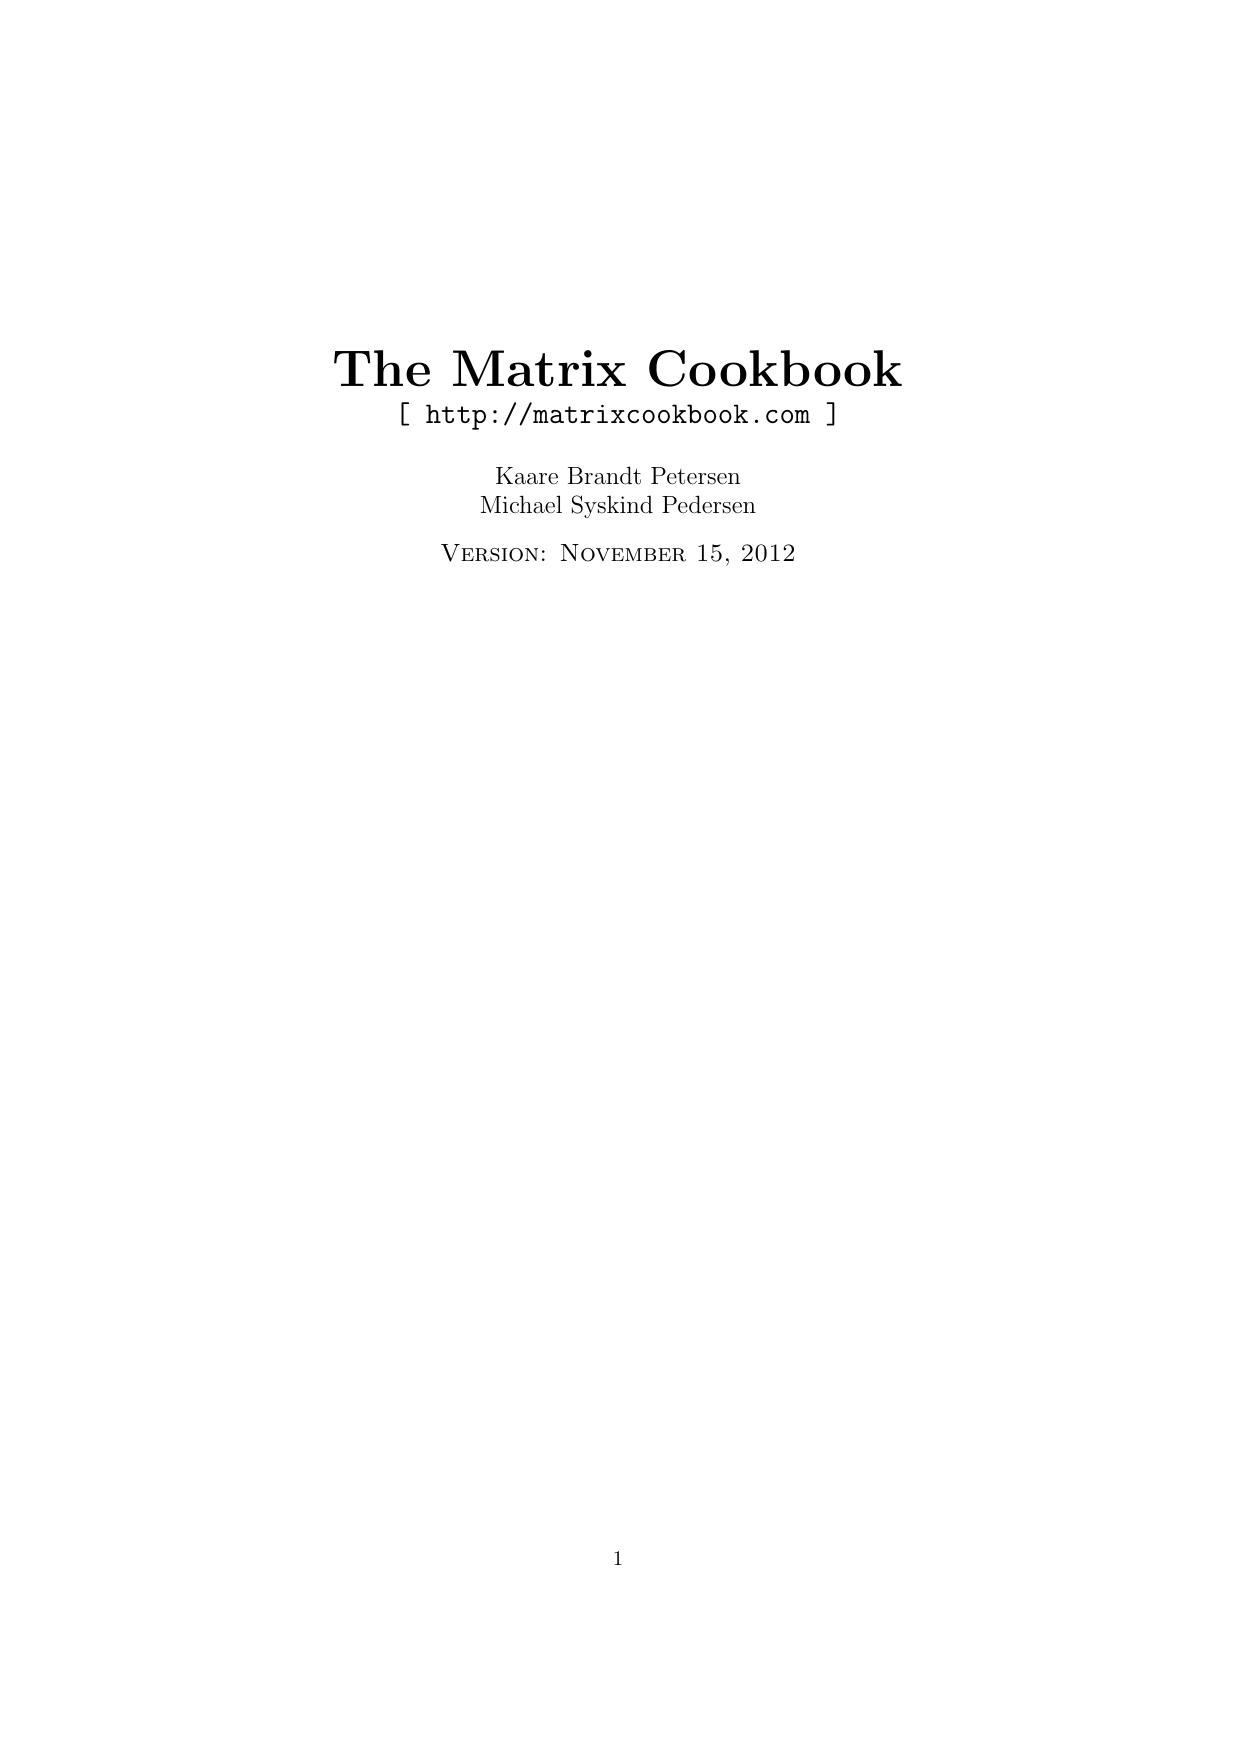 The Matrix Cookbook
[ http://matrixcookbook.com ]
Kaare Brandt Petersen
Michael Syskind Pedersen
Version: November 15, 2012
1